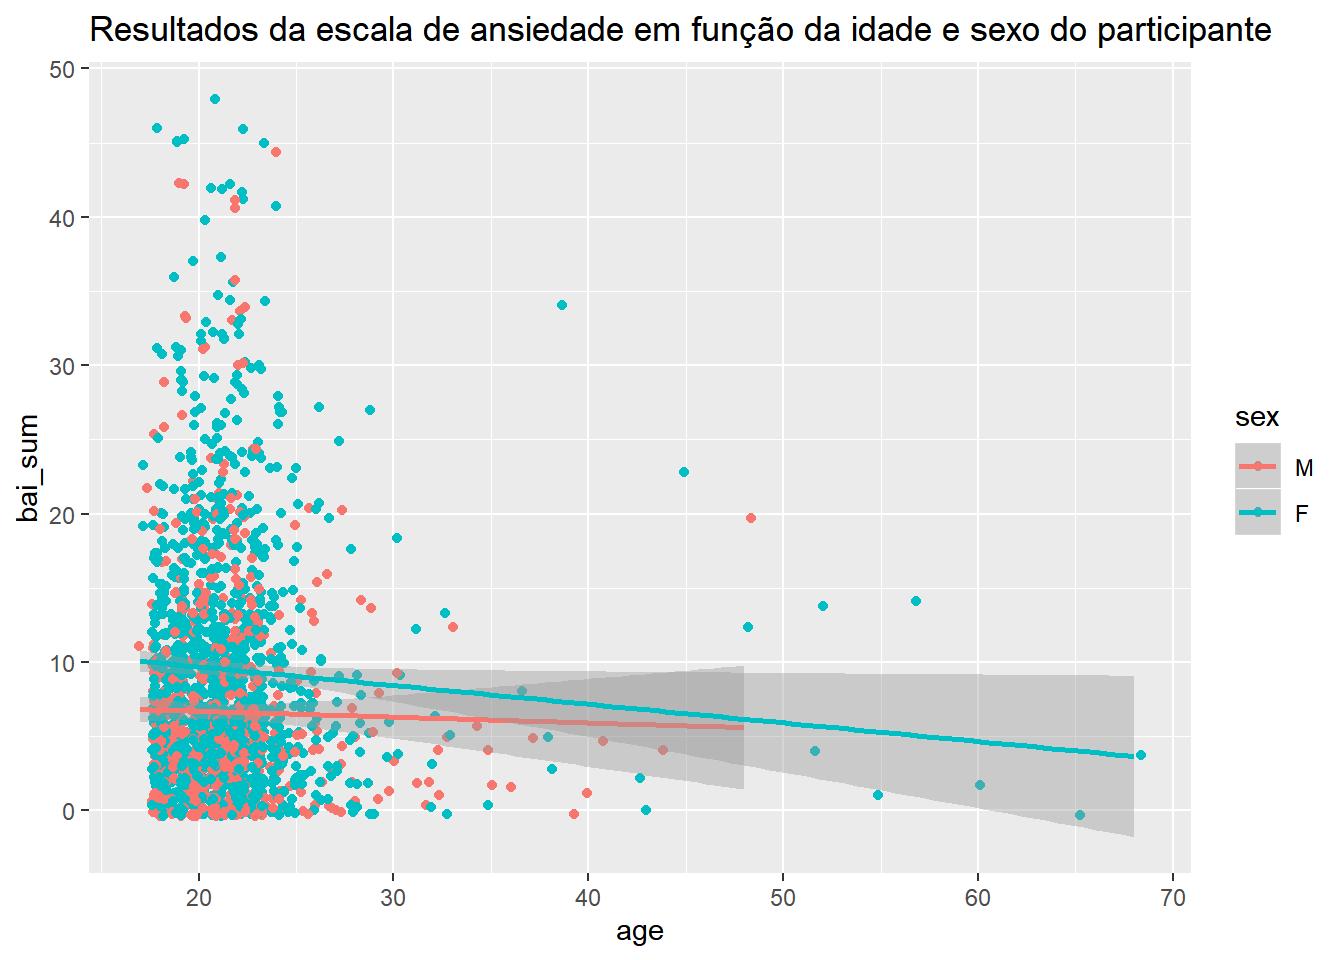 Resultados da escala de ansiedade em função da idade e sexo do participante
50
40
30
20
10
0
bai_sum
20 30 40 50 60 70
age
sex
M
F